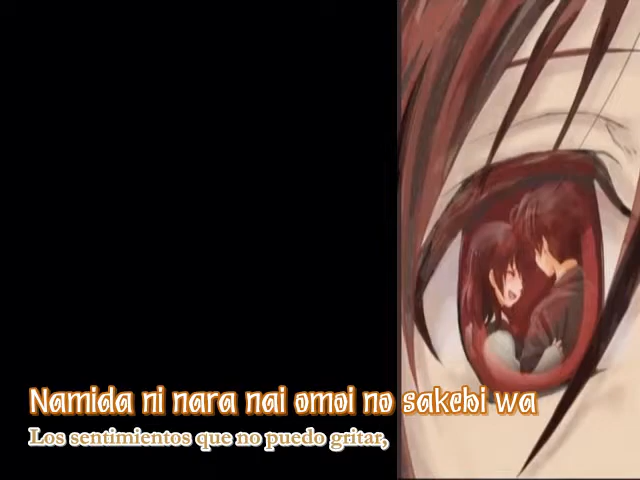 Namida ni nara nai omoi no sakebi wa
Los sentimientos que no puedo gritar,